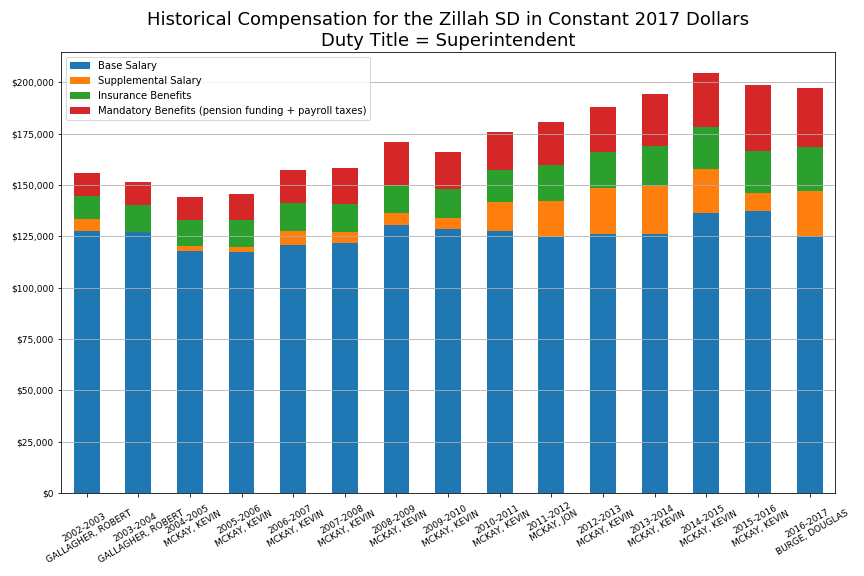 Historical Compensation for the Zillah SD in Constant 2017 Dollars
Duty Title = Superintendent
Base Salary
Supplemental Salary
Insurance Benefits
Mandatory Benefits (pension funding + payroll taxes)
$200,000
$175,000
$150,000
$125,000
$100,000
$75,000
$50,000
$25,000
$0
2002-2003
GALLAGHER, ROBERT
2003-2004
GALLAGHER, ROBERT
2004-2005
MCKAY, KEVIN
2005-2006
MCKAY, KEVIN
2006-2007
MCKAY, KEVIN
2007-2008
MCKAY, KEVIN
2008-2009
MCKAY, KEVIN
2009-2010
MCKAY, KEVIN
2010-2011
MCKAY, KEVIN
2011-2012
MCKAY, JON
2012-2013
MCKAY, KEVIN
2013-2014
MCKAY, KEVIN
2014-2015
MCKAY, KEVIN
2015-2016
MCKAY, KEVIN
2016-2017
BURGE, DOUGLAS